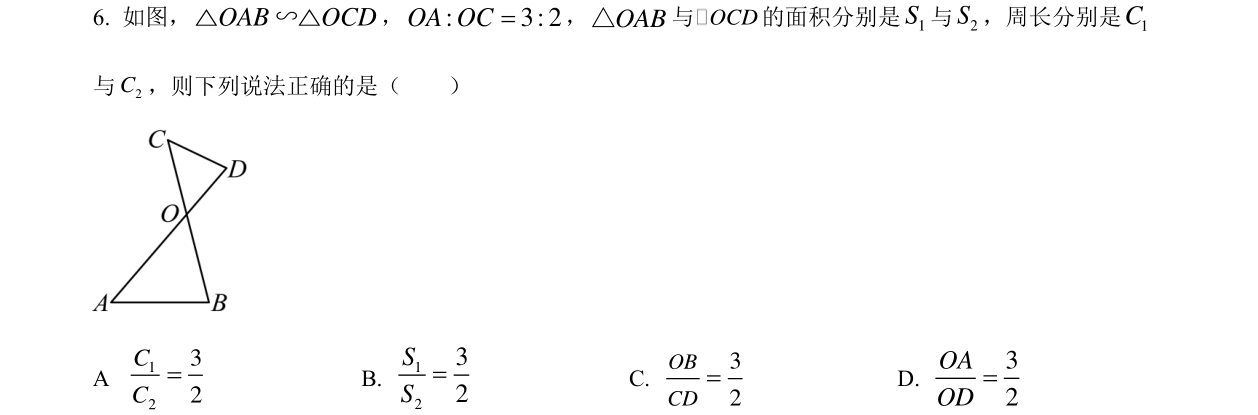 6. 如图，△OAB∽△OCD，OA:OC=3:2，△OAB与□OCD的面积分别是S₁与S₂，周长分别是C₁
与C₂，则下列说法正确的是（　　）
C
D
O
A
B
A C₁/C₂=3/2 B. S₁/S₂=3/2 C. OB/CD=3/2 D. OA/OD=3/2